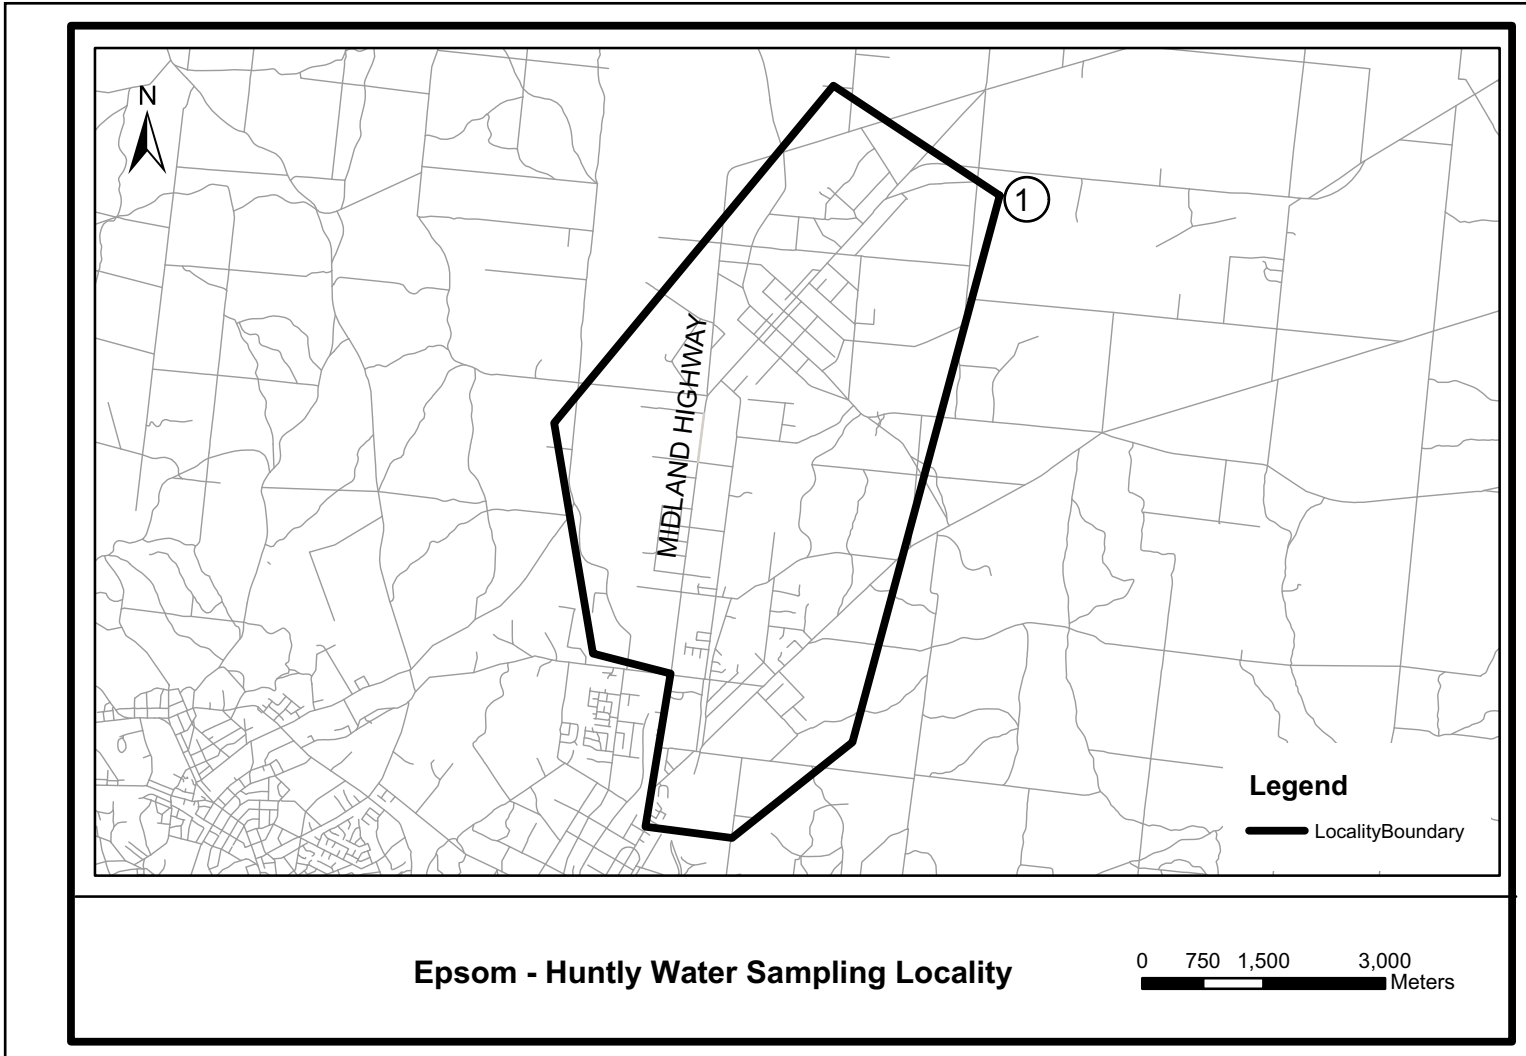 N
1
MIDLAND HIGHWAY
Legend
LocalityBoundary
Epsom - Huntly Water Sampling Locality
0 750 1,500 3,000
Meters